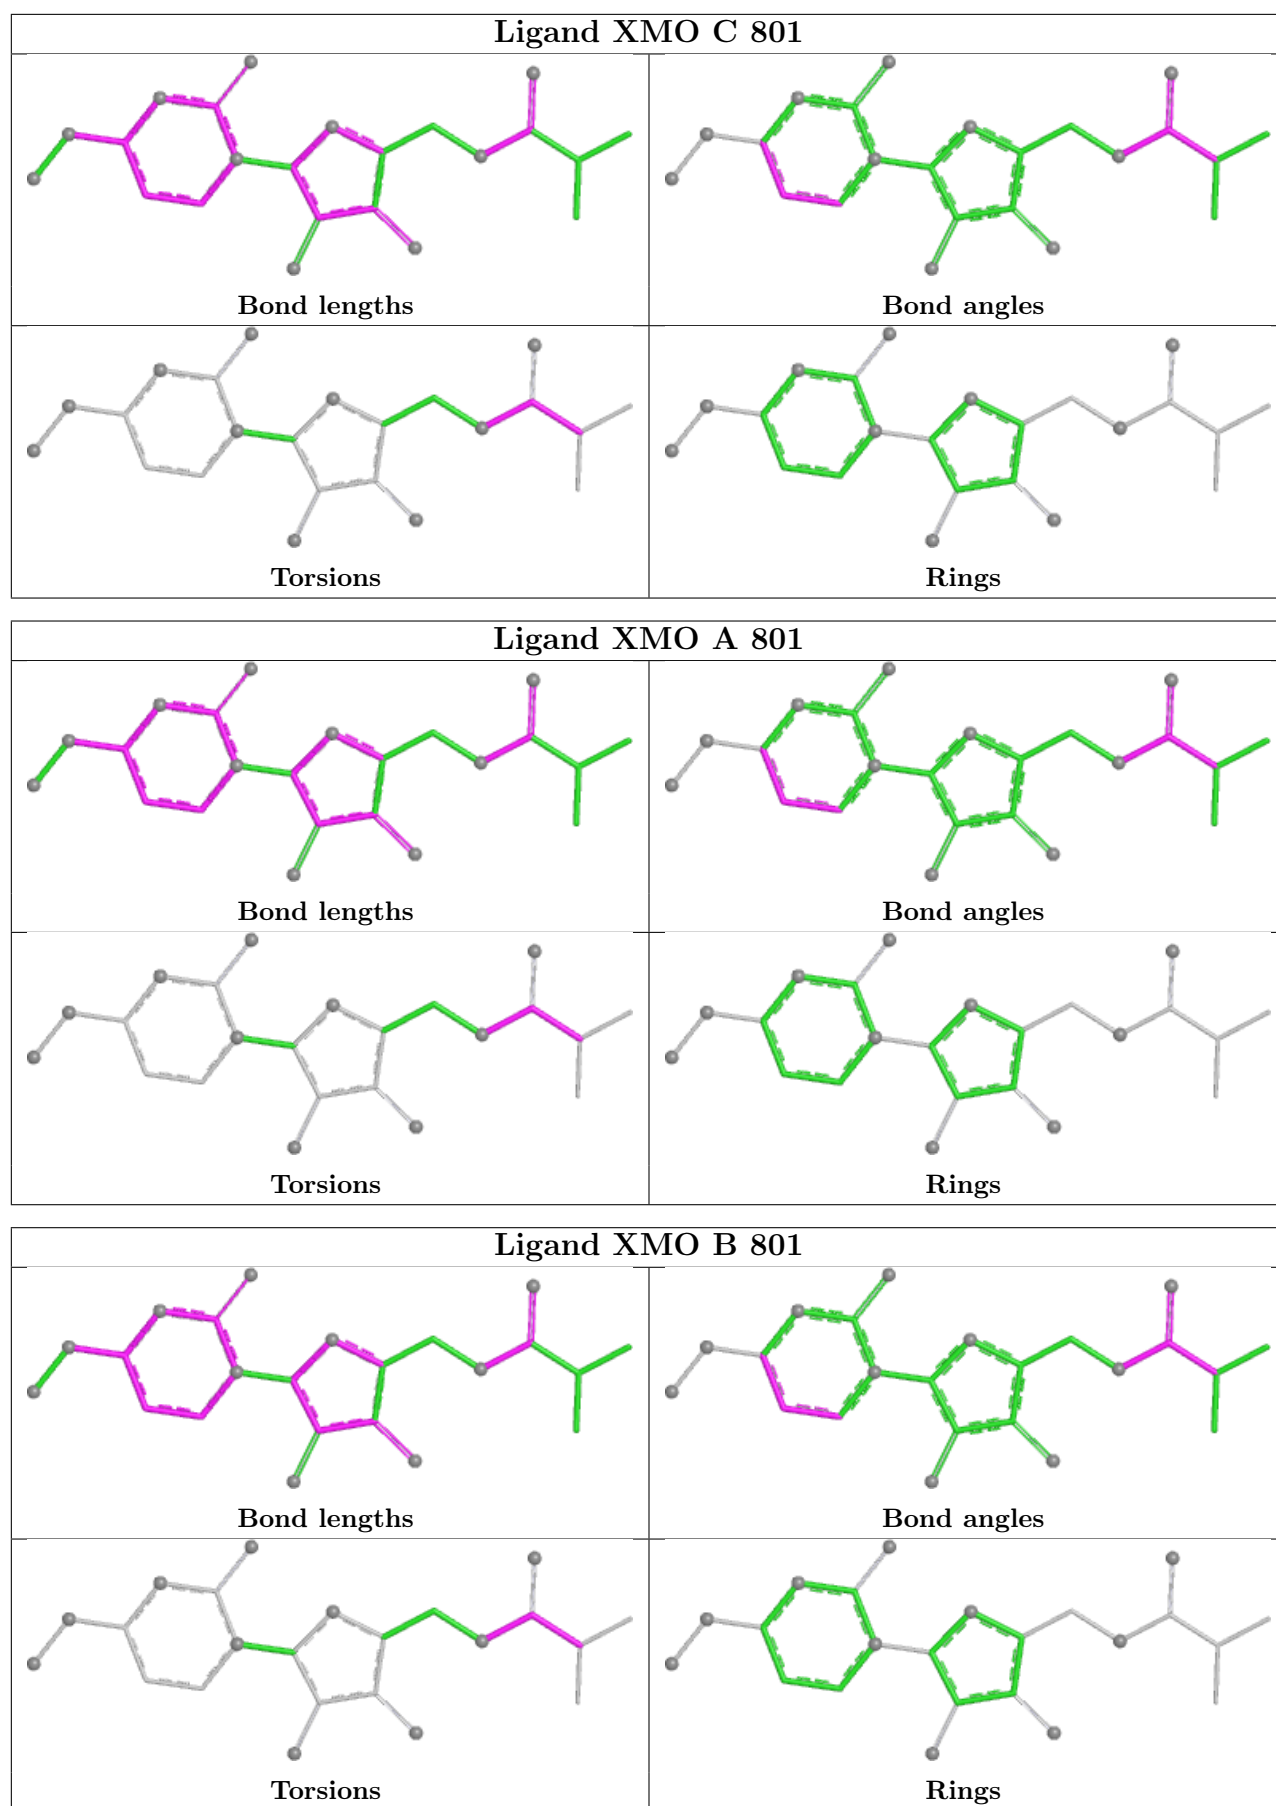 Ligand XMO C 801
Bond lengths
Bond angles
Torsions
Rings
Ligand XMO A 801
Bond lengths
Bond angles
Torsions
Rings
Ligand XMO B 801
Bond lengths
Bond angles
Torsions
Rings